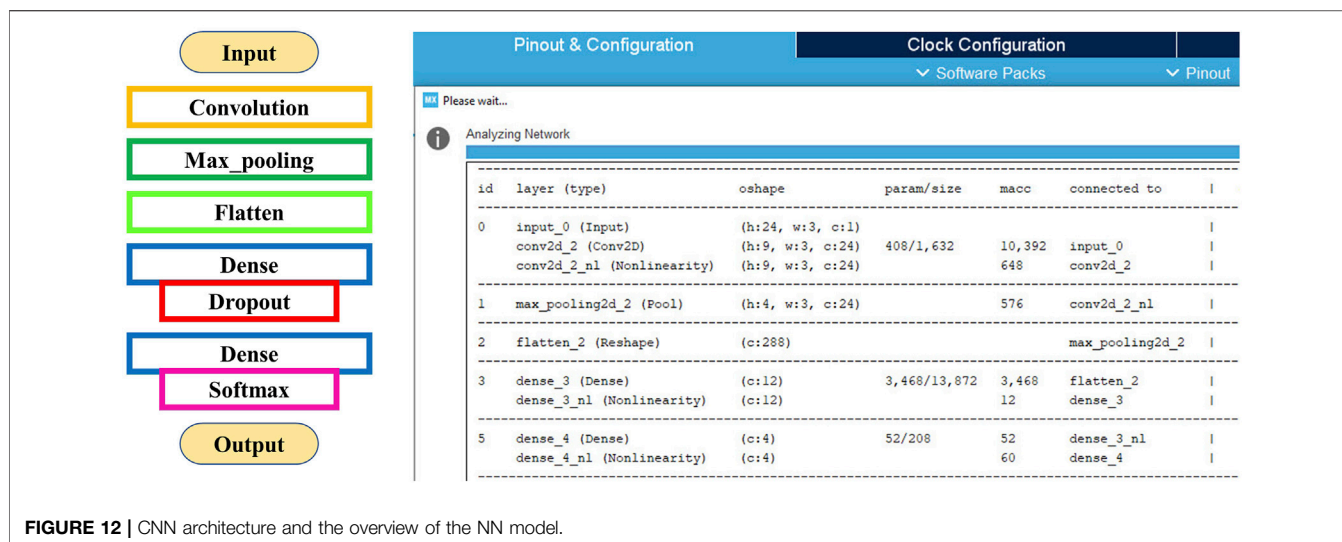 Input
Convolution
Max_pooling
Flatten
Dense
Dropout
Dense
Softmax
Output
Pinout & Configuration
Clock Configuration
Software Packs
Pinout
MX Please wait...
Analyzing Network
id layer (type) oshape param/size macc connected to |
0 input_0 (Input) (h:24, w:3, c:1) |
conv2d_2 (Conv2D) (h:9, w:3, c:24) 408/1,632 10,392 input_0 |
conv2d_2_nl (Nonlinearity) (h:9, w:3, c:24) 648 conv2d_2 |
1 max_pooling2d_2 (Pool) (h:4, w:3, c:24) 576 conv2d_2_nl |
2 flatten_2 (Reshape) (c:288) max_pooling2d_2 |
3 dense_3 (Dense) (c:12) 3,468/13,872 3,468 flatten_2 |
dense_3_nl (Nonlinearity) (c:12) 12 dense_3 |
5 dense_4 (Dense) (c:4) 52/208 52 dense_3_nl |
dense_4_nl (Nonlinearity) (c:4) 60 dense_4 |
FIGURE 12 | CNN architecture and the overview of the NN model.